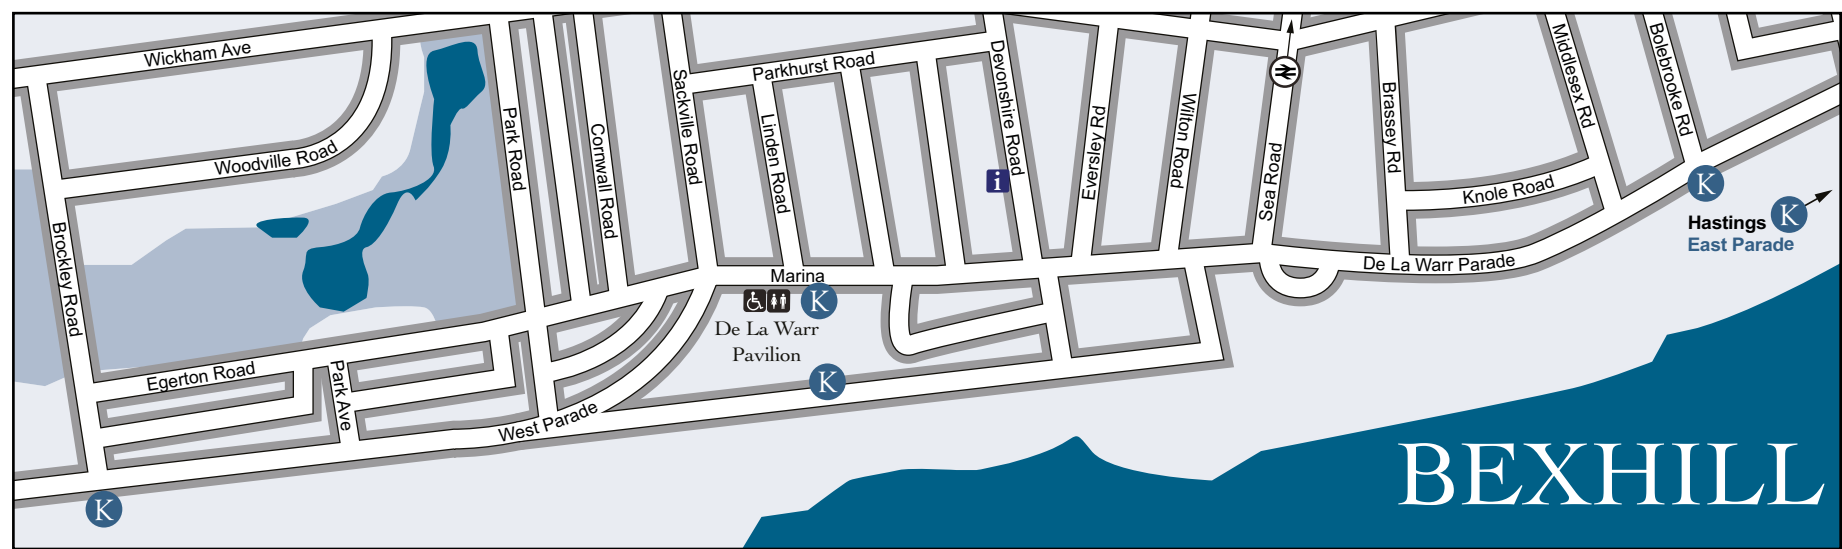 Wickham Ave
Woodville Road
Brockley Road
Egerton Road
Park Ave
Park Road
Cornwall Road
Sackville Road
Parkhurst Road
Linden Road
Devonshire Road
i
Eversley Rd
Wilton Road
Sea Road
Brassey Rd
Middlesex Rd
Bolebrooke Rd
Knole Road
De La Warr Parade
Marina
K
De La Warr
Pavilion
K
West Parade
K
K
Hastings K
East Parade
BEXHILL